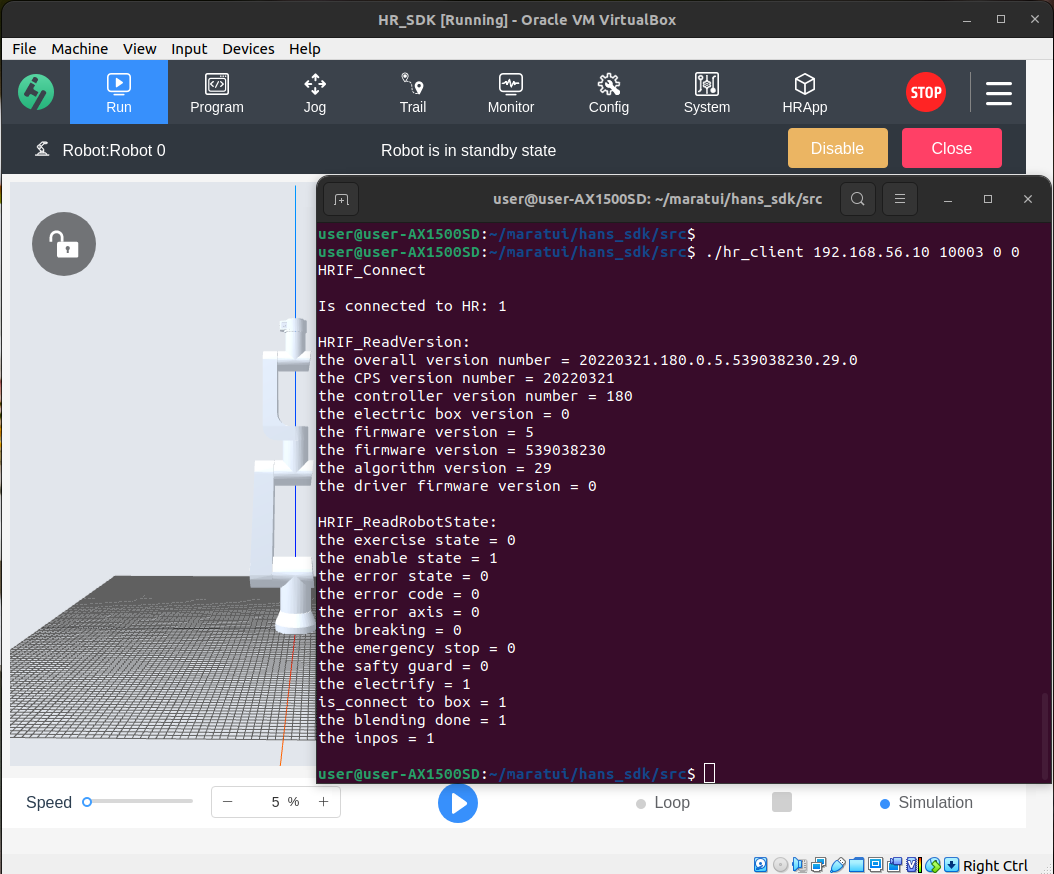 HR_SDK [Running] - Oracle VM VirtualBox
File Machine View Input Devices Help
Run Program Jog Trail Monitor Config System HRApp STOP
Robot:Robot 0 Robot is in standby state Disable Close
user@user-AX1500SD: ~/maratui/hans_sdk/src
user@user-AX1500SD:~/maratui/hans_sdk/src$
user@user-AX1500SD:~/maratui/hans_sdk/src$ ./hr_client 192.168.56.10 10003 0 0
HRIF_Connect
Is connected to HR: 1
HRIF_ReadVersion:
the overall version number = 20220321.180.0.5.539038230.29.0
the CPS version number = 20220321
the controller version number = 180
the electric box version = 0
the firmware version = 5
the firmware version = 539038230
the algorithm version = 29
the driver firmware version = 0
HRIF_ReadRobotState:
the exercise state = 0
the enable state = 1
the error state = 0
the error code = 0
the error axis = 0
the breaking = 0
the emergency stop = 0
the safty guard = 0
the electrify = 1
is_connect to box = 1
the blending done = 1
the inpos = 1
user@user-AX1500SD:~/maratui/hans_sdk/src$
Speed − 5 % + Loop Simulation
Right Ctrl